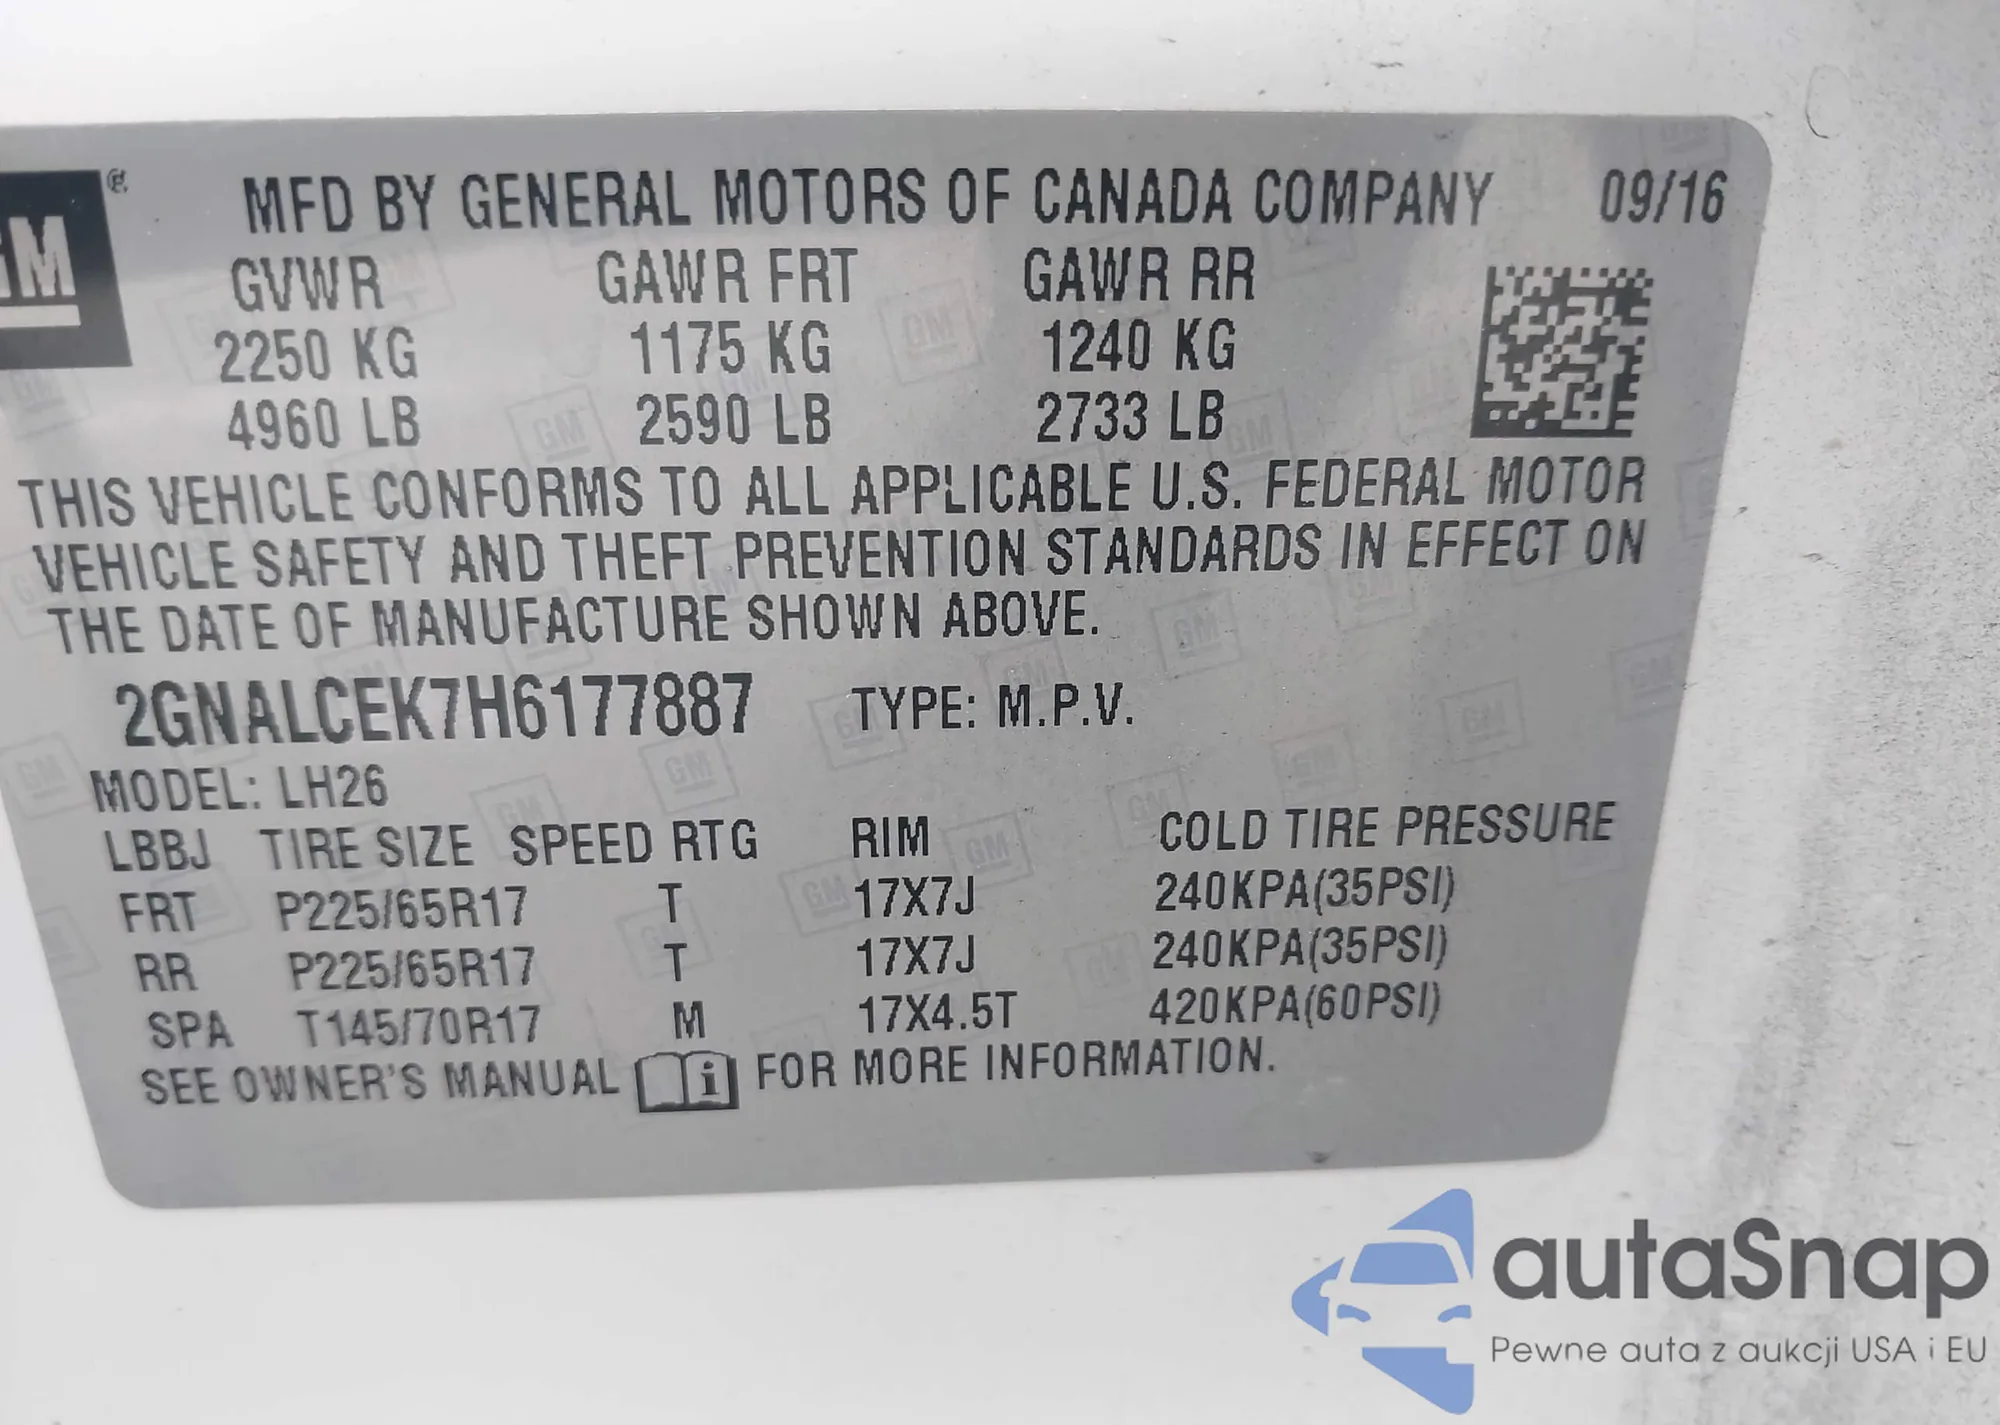 GM
MFD BY GENERAL MOTORS OF CANADA COMPANY 09/16
GVWR GAWR FRT GAWR RR
2250 KG 1175 KG 1240 KG
4960 LB 2590 LB 2733 LB
THIS VEHICLE CONFORMS TO ALL APPLICABLE U.S. FEDERAL MOTOR
VEHICLE SAFETY AND THEFT PREVENTION STANDARDS IN EFFECT ON
THE DATE OF MANUFACTURE SHOWN ABOVE.
2GNALCEK7H6177887 TYPE: M.P.V.
MODEL: LH26
LBBJ TIRE SIZE SPEED RTG RIM COLD TIRE PRESSURE
FRT P225/65R17 T 17X7J 240KPA(35PSI)
RR P225/65R17 T 17X7J 240KPA(35PSI)
SPA T145/70R17 M 17X4.5T 420KPA(60PSI)
SEE OWNER'S MANUAL i FOR MORE INFORMATION.
autaSnap
Pewne auta z aukcji USA i EU